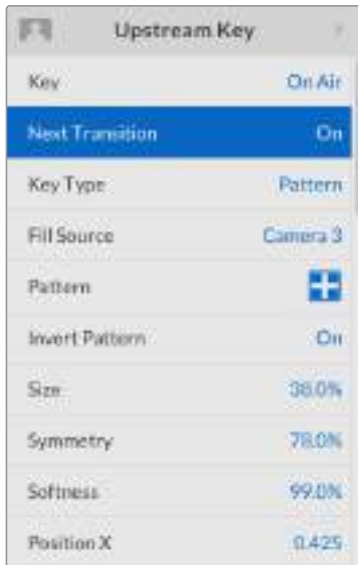 Upstream Key
Key On Air
Next Transition On
Key Type Pattern
Fill Source Camera 3
Pattern
Invert Pattern On
Size 38.0%
Symmetry 78.0%
Softness 99.0%
Position X 0.425